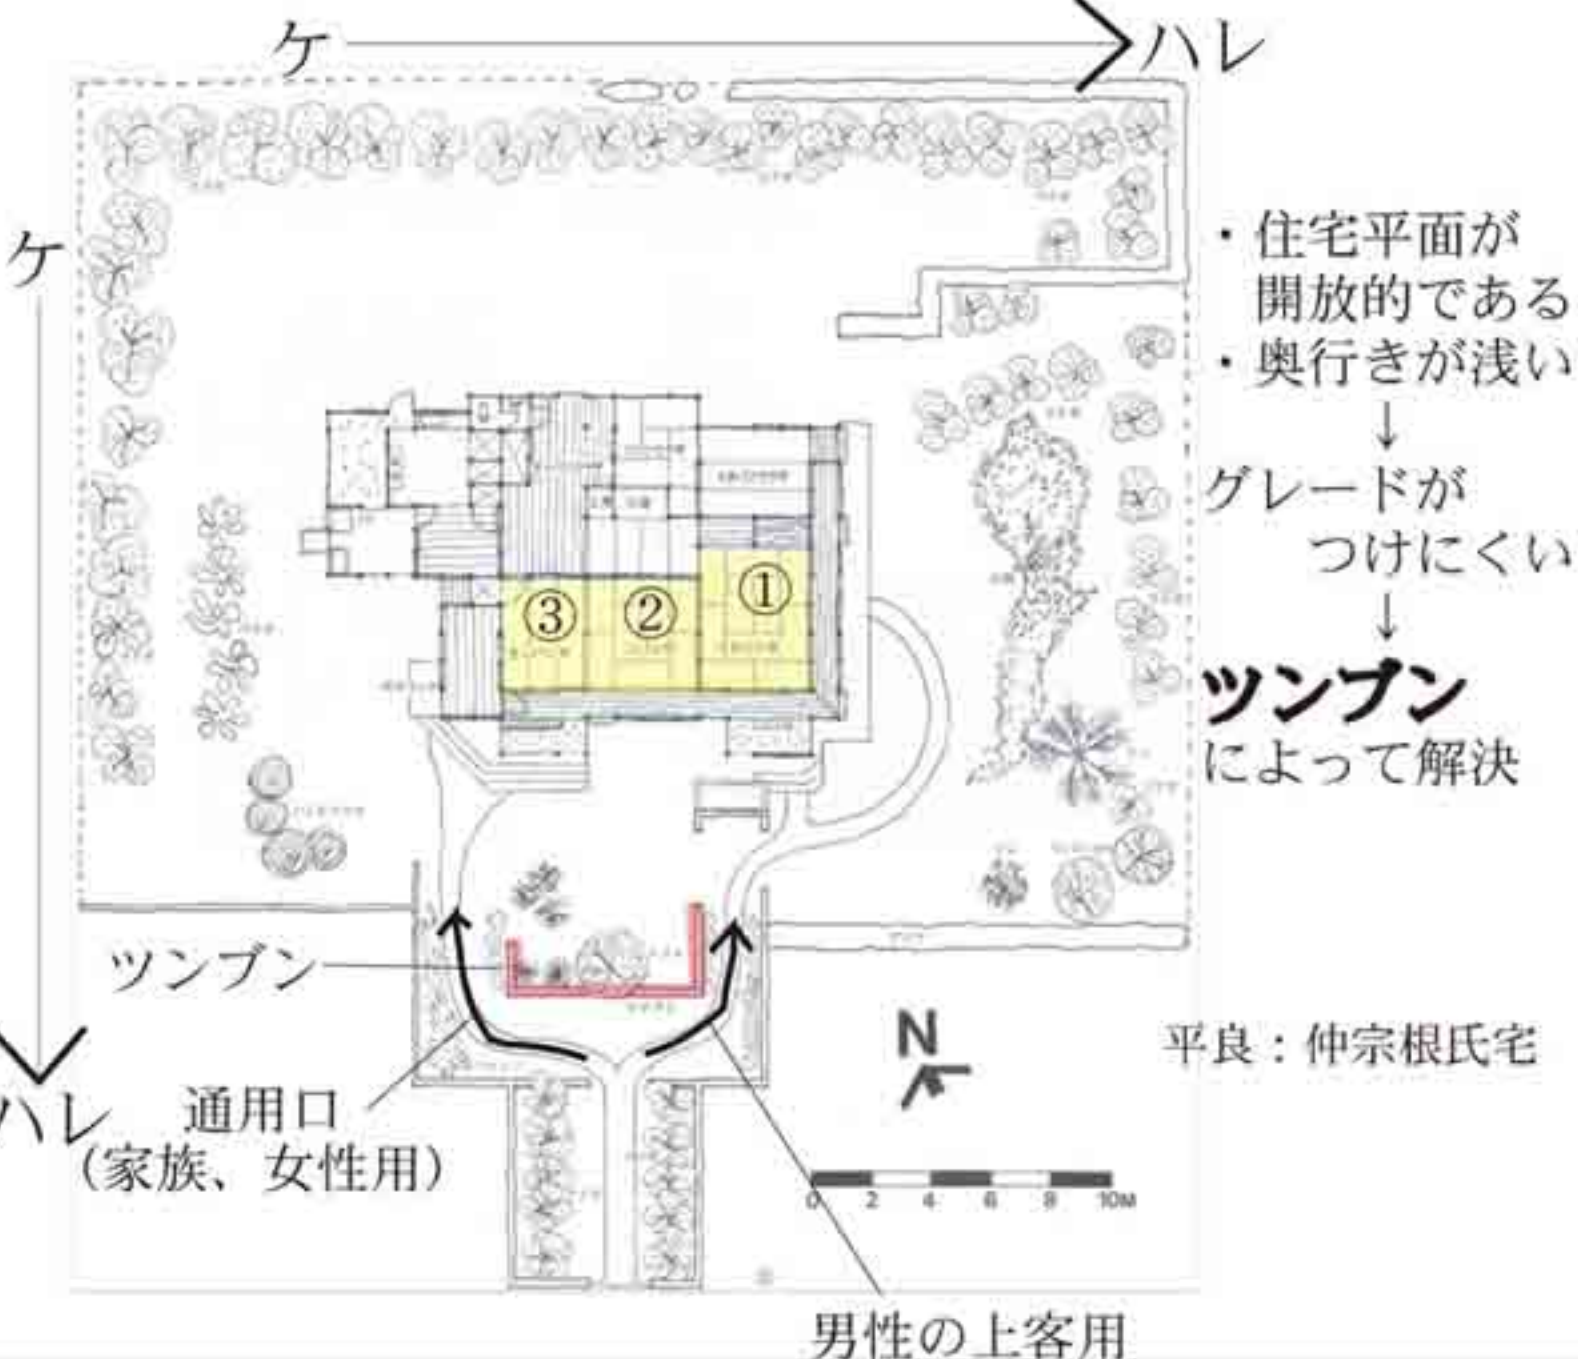 ケ
ハレ
ケ
・住宅平面が
開放的である
・奥行きが浅い
↓
グレードが
つけにくい
↓
ツンブン
によって解決
①
②
③
ツンブン
N
平良：仲宗根氏宅
ハレ
通用口
（家族、女性用）
0 2 4 6 8 10M
男性の上客用